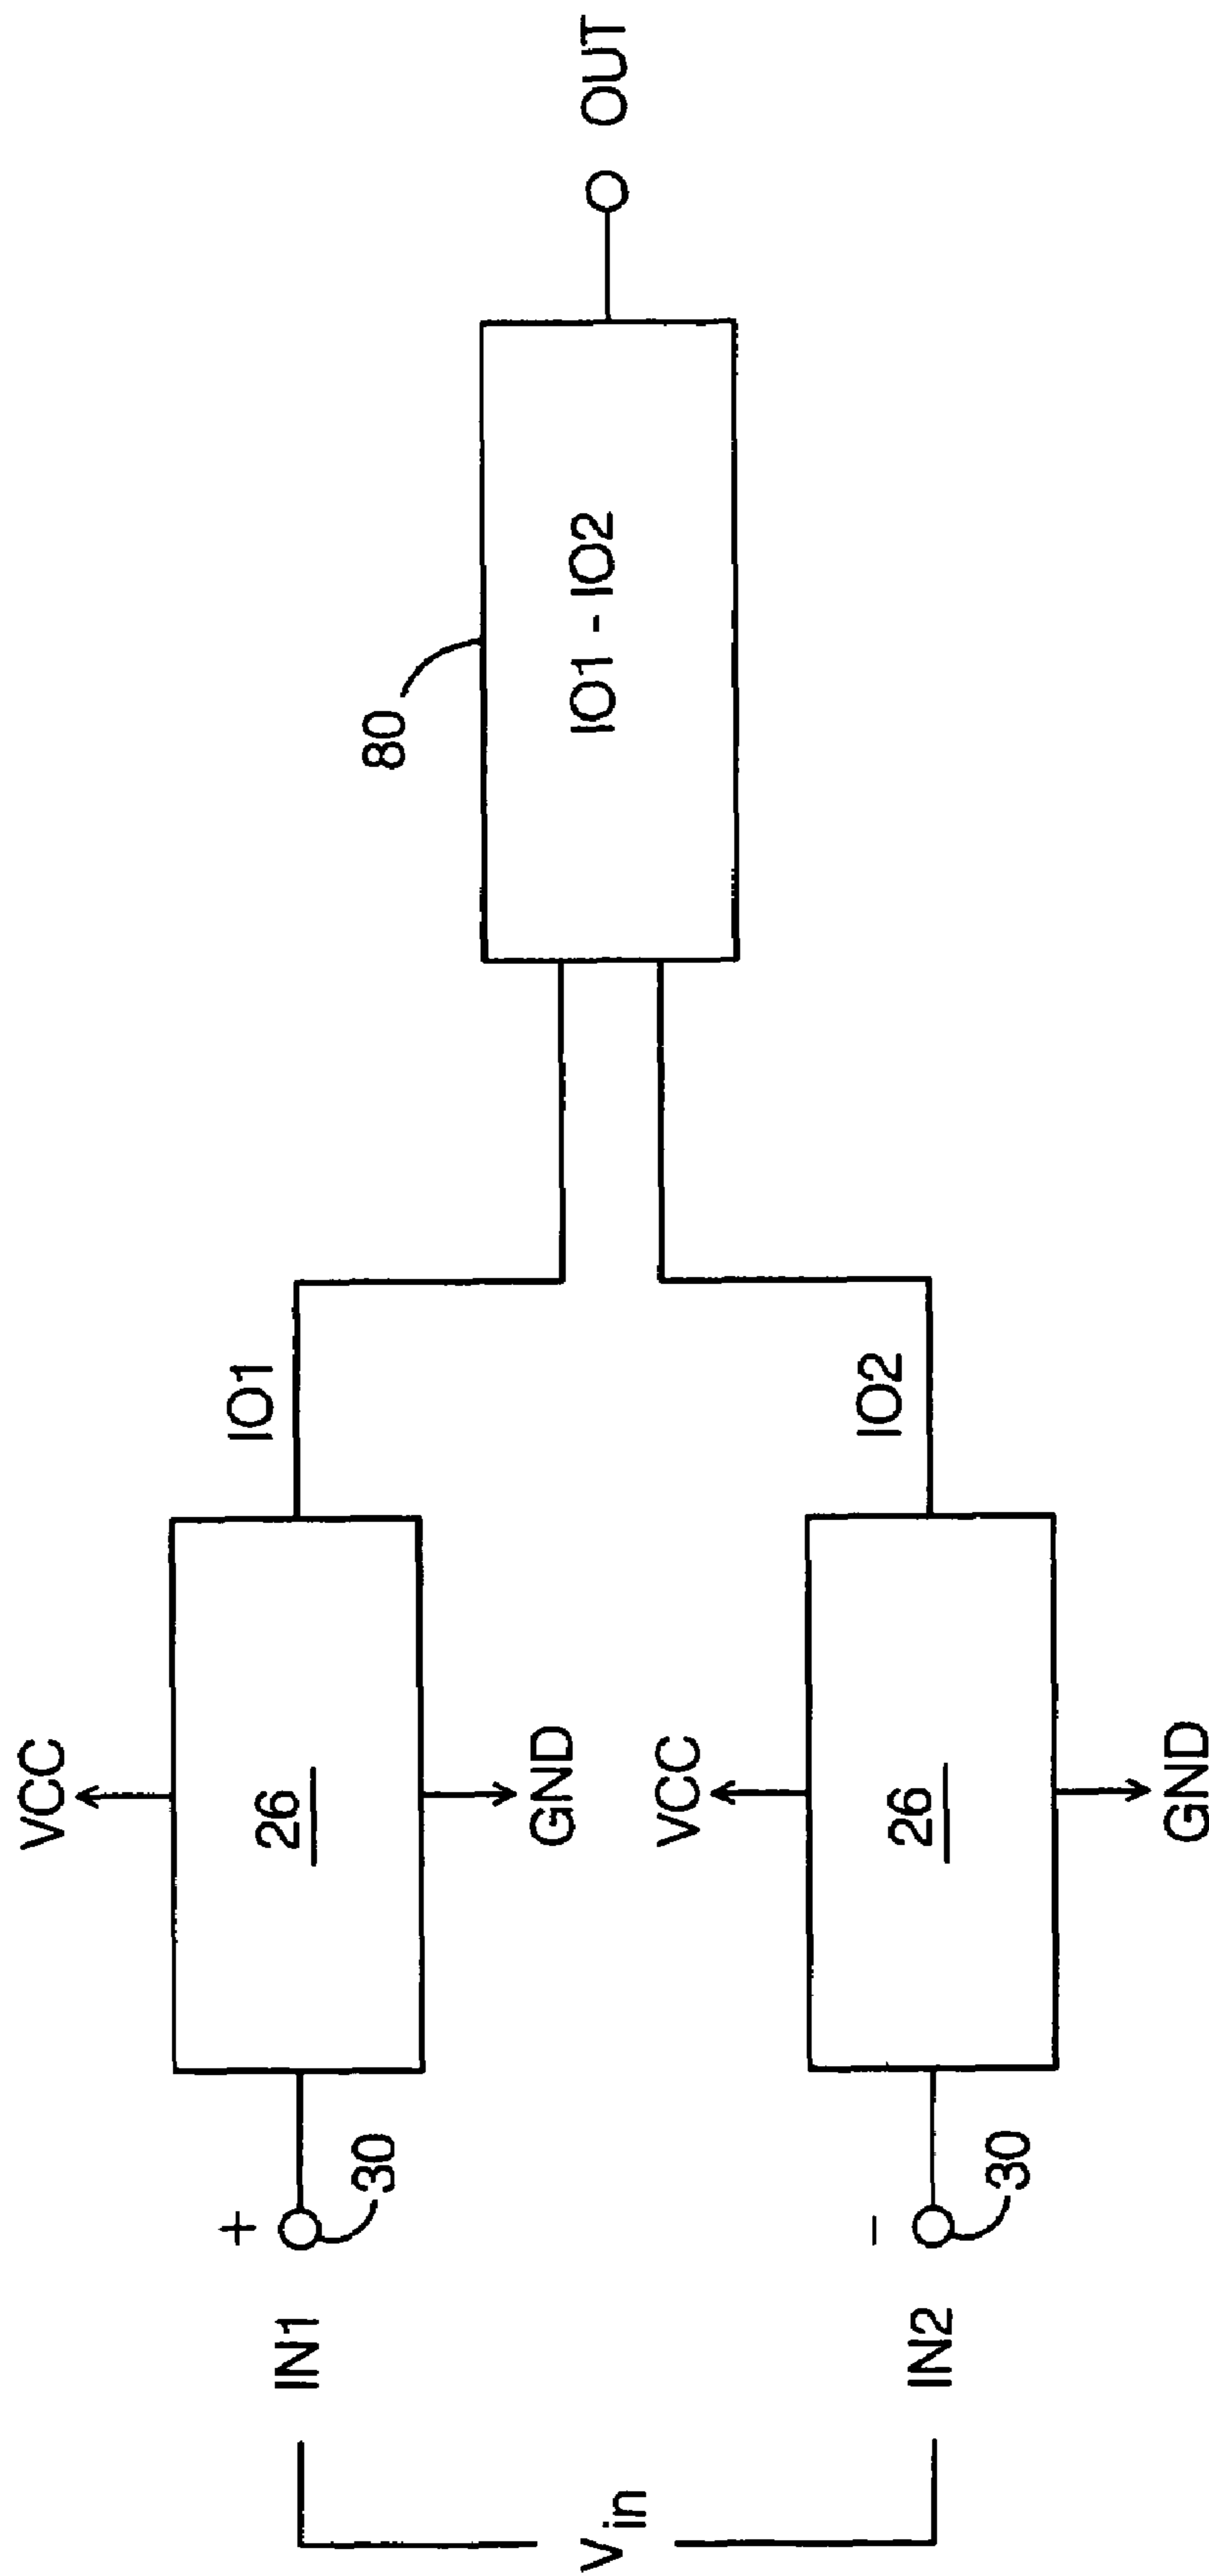 VCC
26
GND
+
30
IN1
IO1
Vin
VCC
26
GND
−
30
IN2
IO2
80
IO1 - IO2
OUT